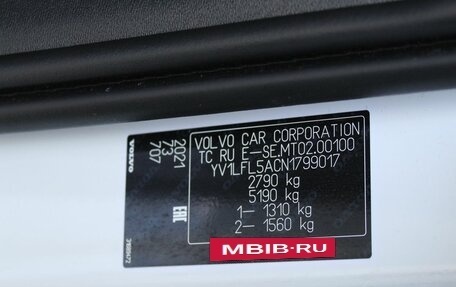 VOLVO CAR CORPORATION
TC RU E-SE.MT02.00100
YV1LFL5ACN1799017
2790 kg
5190 kg
1- 1310 kg
2- 1560 kg
2021
73
707
VOLVO
EAC
MBIB-RU